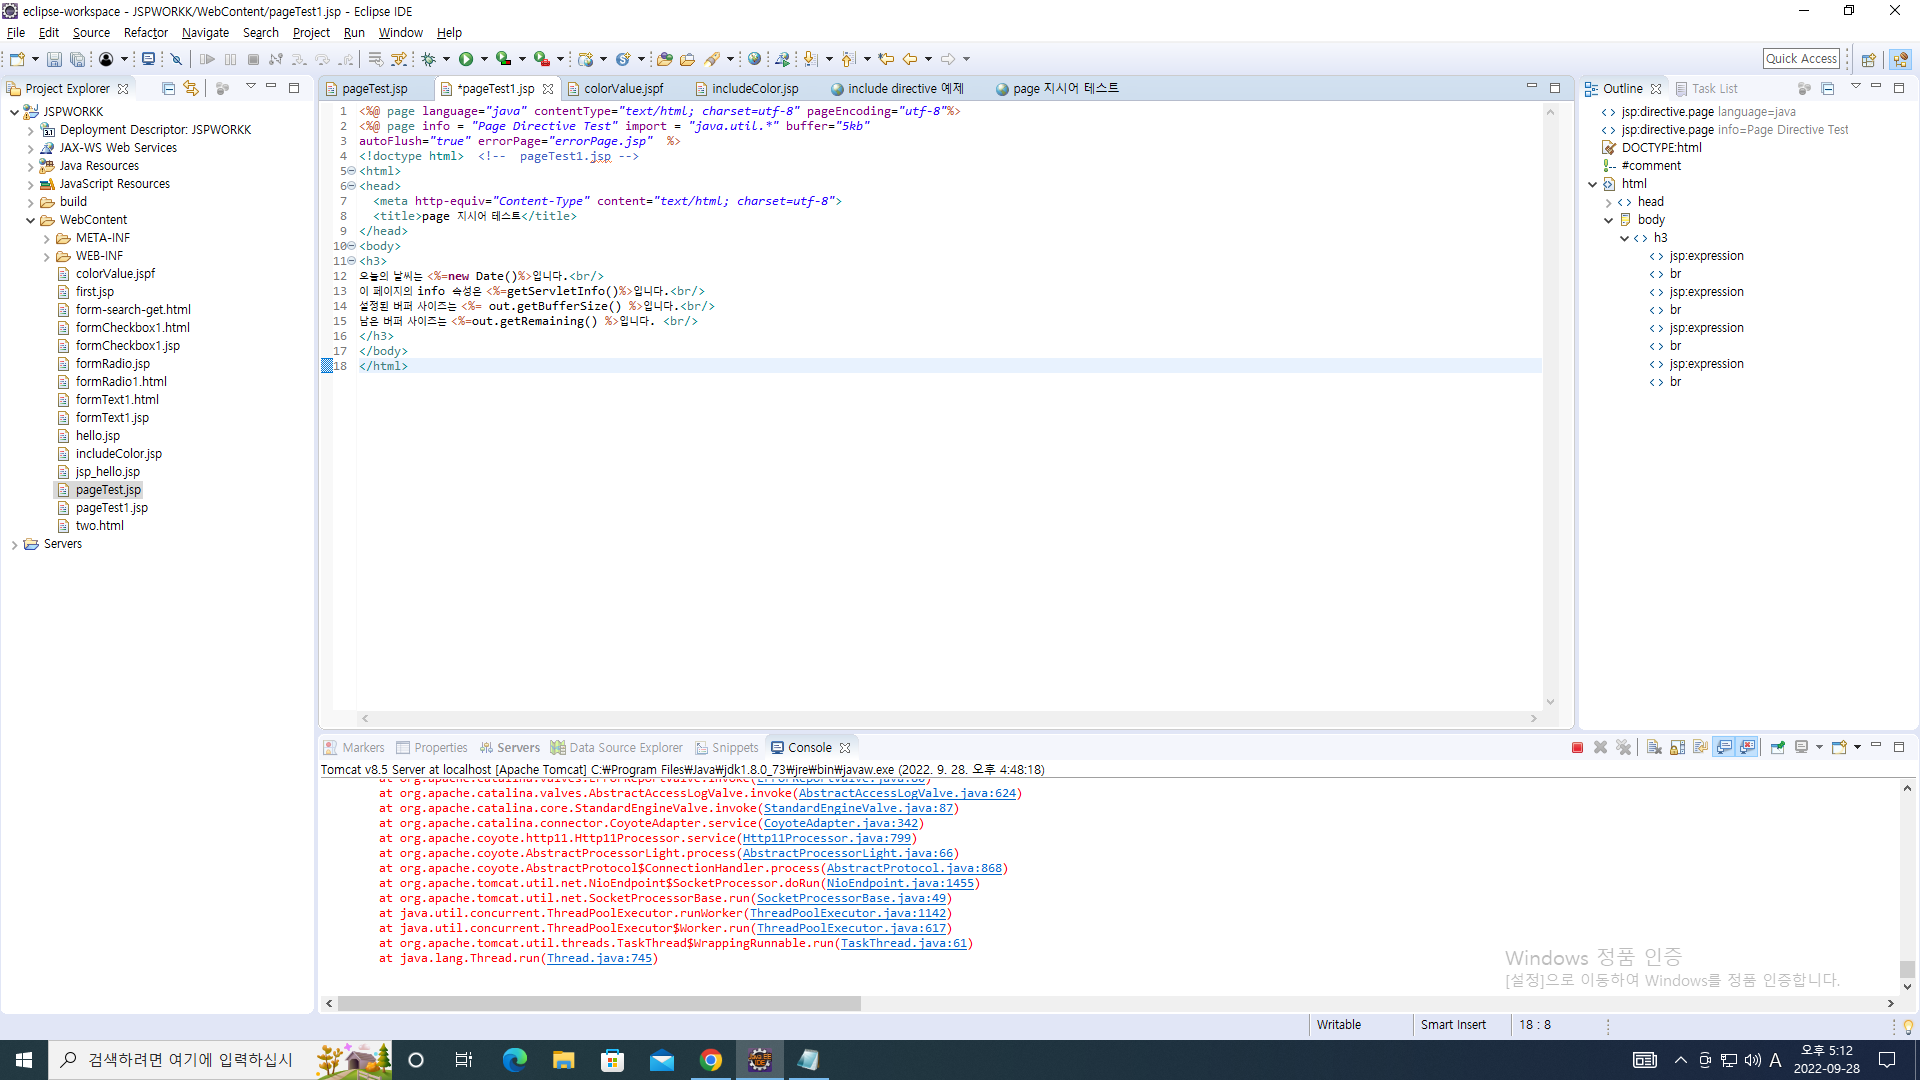 eclipse-workspace - JSPWORKK/WebContent/pageTest1.jsp - Eclipse IDE
File Edit Source Refactor Navigate Search Project Run Window Help
Quick Access
Project Explorer
JSPWORKK
Deployment Descriptor: JSPWORKK
JAX-WS Web Services
Java Resources
JavaScript Resources
build
WebContent
META-INF
WEB-INF
colorValue.jspf
first.jsp
form-search-get.html
formCheckbox1.html
formCheckbox1.jsp
formRadio.jsp
formRadio1.html
formText1.html
formText1.jsp
hello.jsp
includeColor.jsp
jsp_hello.jsp
pageTest.jsp
pageTest1.jsp
two.html
Servers
pageTest.jsp *pageTest1.jsp colorValue.jspf includeColor.jsp include directive 예제 page 지시어 테스트
1 <%@ page language="java" contentType="text/html; charset=utf-8" pageEncoding="utf-8"%>
2 <%@ page info = "Page Directive Test" import = "java.util.*" buffer="5kb"
3 autoFlush="true" errorPage="errorPage.jsp"  %>
4 <!doctype html>  <!--  pageTest1.jsp -->
5 <html>
6 <head>
7   <meta http-equiv="Content-Type" content="text/html; charset=utf-8">
8   <title>page 지시어 테스트</title>
9 </head>
10 <body>
11 <h3>
12 오늘의 날씨는 <%=new Date()%>입니다.<br/>
13 이 페이지의 info 속성은 <%=getServletInfo()%>입니다.<br/>
14 설정된 버퍼 사이즈는 <%= out.getBufferSize() %>입니다.<br/>
15 남은 버퍼 사이즈는 <%=out.getRemaining() %>입니다. <br/>
16 </h3>
17 </body>
18 </html>
Outline Task List
jsp:directive.page language=java
jsp:directive.page info=Page Directive Test
DOCTYPE:html
#comment
html
head
body
h3
jsp:expression
br
jsp:expression
br
jsp:expression
br
jsp:expression
br
Markers Properties Servers Data Source Explorer Snippets Console
Tomcat v8.5 Server at localhost [Apache Tomcat] C:₩Program Files₩Java₩jdk1.8.0_73₩jre₩bin₩javaw.exe (2022. 9. 28. 오후 4:48:18)
at org.apache.catalina.valves.ErrorReportValve.invoke(ErrorReportValve.java:80)
at org.apache.catalina.valves.AbstractAccessLogValve.invoke(AbstractAccessLogValve.java:624)
at org.apache.catalina.core.StandardEngineValve.invoke(StandardEngineValve.java:87)
at org.apache.catalina.connector.CoyoteAdapter.service(CoyoteAdapter.java:342)
at org.apache.coyote.http11.Http11Processor.service(Http11Processor.java:799)
at org.apache.coyote.AbstractProcessorLight.process(AbstractProcessorLight.java:66)
at org.apache.coyote.AbstractProtocol$ConnectionHandler.process(AbstractProtocol.java:868)
at org.apache.tomcat.util.net.NioEndpoint$SocketProcessor.doRun(NioEndpoint.java:1455)
at org.apache.tomcat.util.net.SocketProcessorBase.run(SocketProcessorBase.java:49)
at java.util.concurrent.ThreadPoolExecutor.runWorker(ThreadPoolExecutor.java:1142)
at java.util.concurrent.ThreadPoolExecutor$Worker.run(ThreadPoolExecutor.java:617)
at org.apache.tomcat.util.threads.TaskThread$WrappingRunnable.run(TaskThread.java:61)
at java.lang.Thread.run(Thread.java:745)
Windows 정품 인증
[설정]으로 이동하여 Windows를 정품 인증합니다.
Writable Smart Insert 18 : 8
검색하려면 여기에 입력하십시
A
오후 5:12
2022-09-28